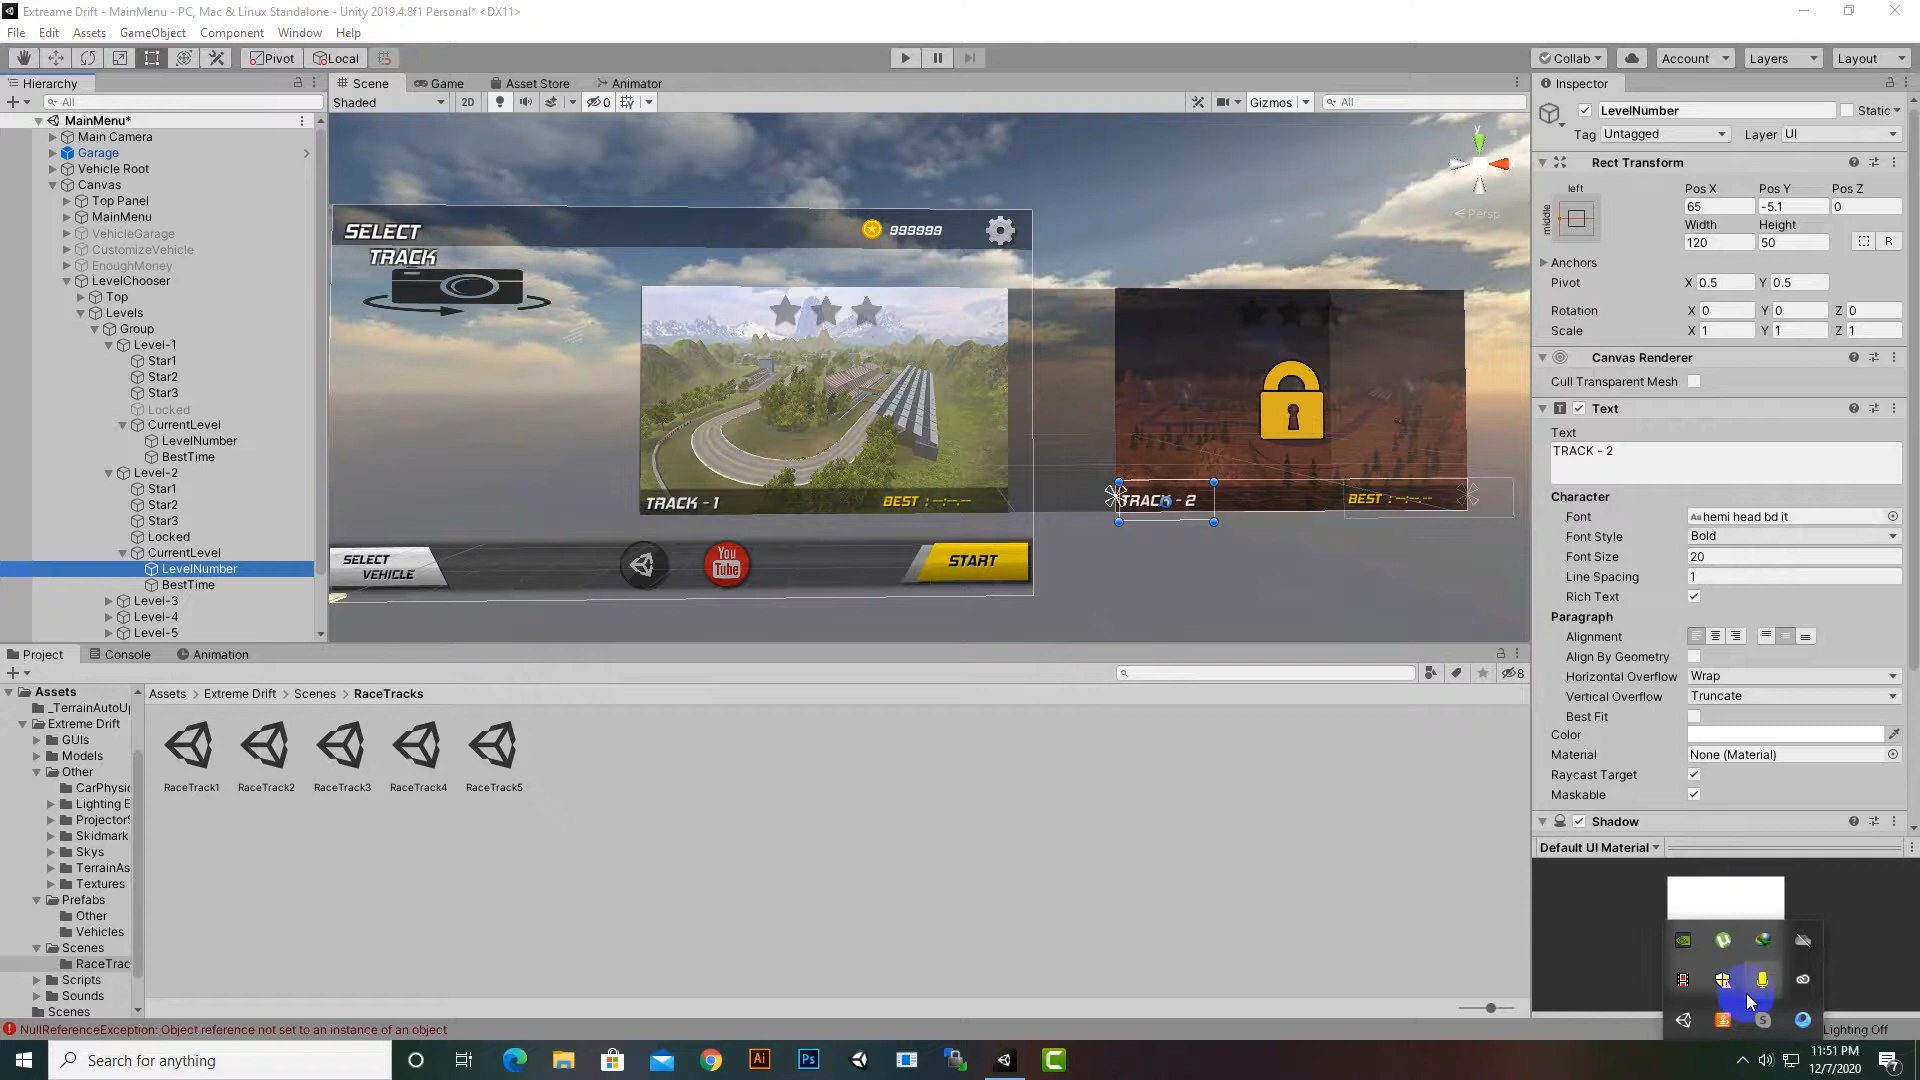 Extreame Drift - MainMenu - PC, Mac & Linux Standalone - Unity 2019.4.8f1 Personal* <DX11>
File Edit Assets GameObject Component Window Help
Pivot Local Collab Account Layers Layout
Hierarchy
All
MainMenu*
Main Camera
Garage
Vehicle Root
Canvas
Top Panel
MainMenu
VehicleGarage
CustomizeVehicle
EnoughMoney
LevelChooser
Top
Levels
Group
Level-1
Star1
Star2
Star3
Locked
CurrentLevel
LevelNumber
BestTime
Level-2
Star1
Star2
Star3
Locked
CurrentLevel
LevelNumber
BestTime
Level-3
Level-4
Level-5
Scene Game Asset Store Animator
Shaded 2D 0 Gizmos All
y
Persp
SELECT
TRACK
999999
TRACK - 1
BEST : --:--.--
TRACK - 2
BEST : --:--.--
SELECT
VEHICLE
You
Tube
START
Inspector
LevelNumber Static
Tag Untagged Layer UI
Rect Transform
left
middle
Pos X Pos Y Pos Z
65 -5.1 0
Width Height
120 50
R
Anchors
Pivot X 0.5 Y 0.5
Rotation X 0 Y 0 Z 0
Scale X 1 Y 1 Z 1
Canvas Renderer
Cull Transparent Mesh
Text
Text
TRACK - 2
Character
Font hemi head bd it
Font Style Bold
Font Size 20
Line Spacing 1
Rich Text
Paragraph
Alignment
Align By Geometry
Horizontal Overflow Wrap
Vertical Overflow Truncate
Best Fit
Color
Material None (Material)
Raycast Target
Maskable
Shadow
Default UI Material
Project Console Animation
8
Assets
_TerrainAutoU
Extreme Drift
GUIs
Models
Other
CarPhysic
Lighting E
Projector
Skidmark
Skys
TerrainAs
Textures
Prefabs
Other
Vehicles
Scenes
RaceTrac
Scripts
Sounds
Scenes
Assets > Extreme Drift > Scenes > RaceTracks
RaceTrack1 RaceTrack2 RaceTrack3 RaceTrack4 RaceTrack5
NullReferenceException: Object reference not set to an instance of an object
Lighting Off
Search for anything
Ai
Ps
11:51 PM
12/7/2020
7